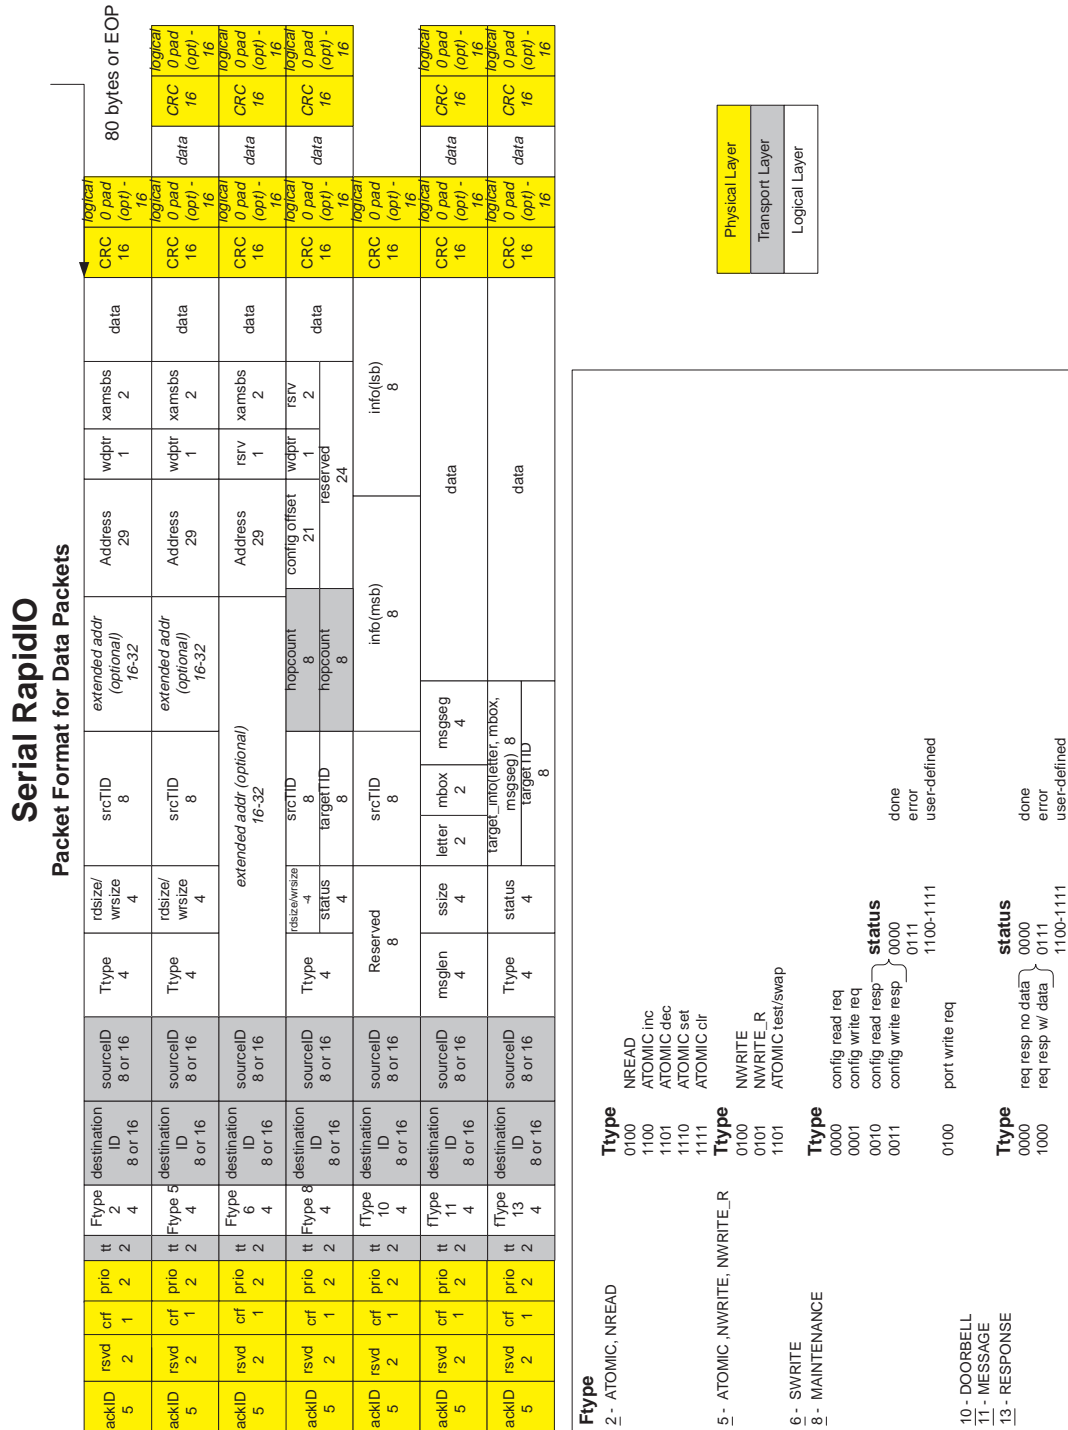 Serial RapidIO
Packet Format for Data Packets
80 bytes or EOP
ackID 5 rsvd 2 crf 1 prio 2 tt 2 Ftype 2 4 destination ID 8 or 16 sourceID 8 or 16 Ttype 4 rdsize/ wrsize 4 srcTID 8 extended addr (optional) 16-32 Address 29 wdptr 1 xamsbs 2 data CRC 16 logical 0 pad (opt) - 16
ackID 5 rsvd 2 crf 1 prio 2 tt 2 Ftype 5 4 destination ID 8 or 16 sourceID 8 or 16 Ttype 4 rdsize/ wrsize 4 srcTID 8 extended addr (optional) 16-32 Address 29 wdptr 1 xamsbs 2 data CRC 16 logical 0 pad (opt) - 16 data CRC 16 logical 0 pad (opt) - 16
ackID 5 rsvd 2 crf 1 prio 2 tt 2 Ftype 6 4 destination ID 8 or 16 sourceID 8 or 16 extended addr (optional) 16-32 Address 29 rsrv 1 xamsbs 2 data CRC 16 logical 0 pad (opt) - 16 data CRC 16 logical 0 pad (opt) - 16
ackID 5 rsvd 2 crf 1 prio 2 tt 2 Ftype 8 4 destination ID 8 or 16 sourceID 8 or 16 Ttype 4 rdsize/wrsize -4 srcTID 8 hopcount 8 config offset 21 wdptr 1 rsrv 2 data CRC 16 logical 0 pad (opt) - 16 data CRC 16 logical 0 pad (opt) - 16
status 4 targetTID 8 hopcount 8 reserved 24
ackID 5 rsvd 2 crf 1 prio 2 tt 2 fType 10 4 destination ID 8 or 16 sourceID 8 or 16 Reserved 8 srcTID 8 info(msb) 8 info(lsb) 8 CRC 16 logical 0 pad (opt) - 16
ackID 5 rsvd 2 crf 1 prio 2 tt 2 fType 11 4 destination ID 8 or 16 sourceID 8 or 16 msglen 4 ssize 4 letter 2 mbox 2 msgseg 4 data CRC 16 logical 0 pad (opt) - 16 data CRC 16 logical 0 pad (opt) - 16
ackID 5 rsvd 2 crf 1 prio 2 tt 2 fType 13 4 destination ID 8 or 16 sourceID 8 or 16 Ttype 4 status 4 target_info(letter, mbox, msgseg) 8 targetTID 8 data CRC 16 logical 0 pad (opt) - 16 data CRC 16 logical 0 pad (opt) - 16
Ftype
2 - ATOMIC, NREAD
Ttype
0100 NREAD
1100 ATOMIC inc
1101 ATOMIC dec
1110 ATOMIC set
1111 ATOMIC clr
5 - ATOMIC ,NWRITE, NWRITE_R
Ttype
0100 NWRITE
0101 NWRITE_R
1101 ATOMIC test/swap
6 - SWRITE
8 - MAINTENANCE
Ttype
0000 config read req
0001 config write req
0010 config read resp
0011 config write resp
status
0000 done
0111 error
1100-1111 user-defined
0100 port write req
10 - DOORBELL
11 - MESSAGE
13 - RESPONSE
Ttype
0000 req resp no data
1000 req resp w/ data
status
0000 done
0111 error
1100-1111 user-defined
Physical Layer
Transport Layer
Logical Layer